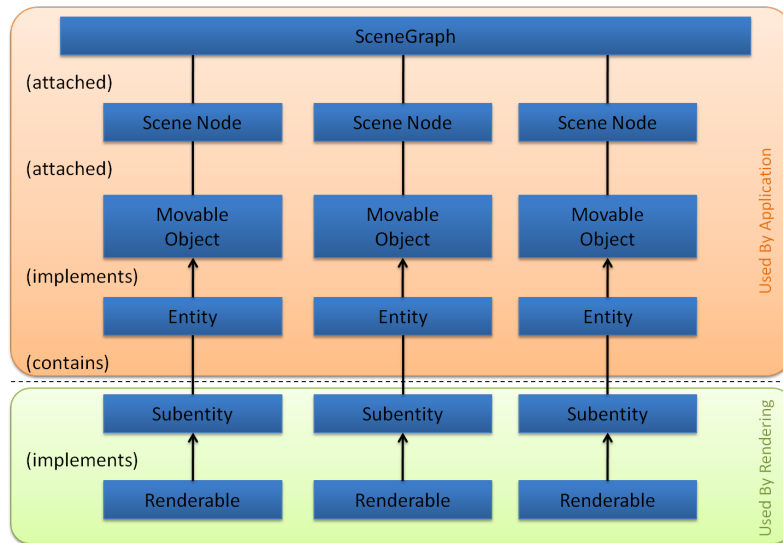 SceneGraph
(attached)
Scene Node
Scene Node
Scene Node
(attached)
Movable
Object
Movable
Object
Movable
Object
(implements)
Entity
Entity
Entity
(contains)
Used By Application
Subentity
Subentity
Subentity
(implements)
Renderable
Renderable
Renderable
Used By Rendering